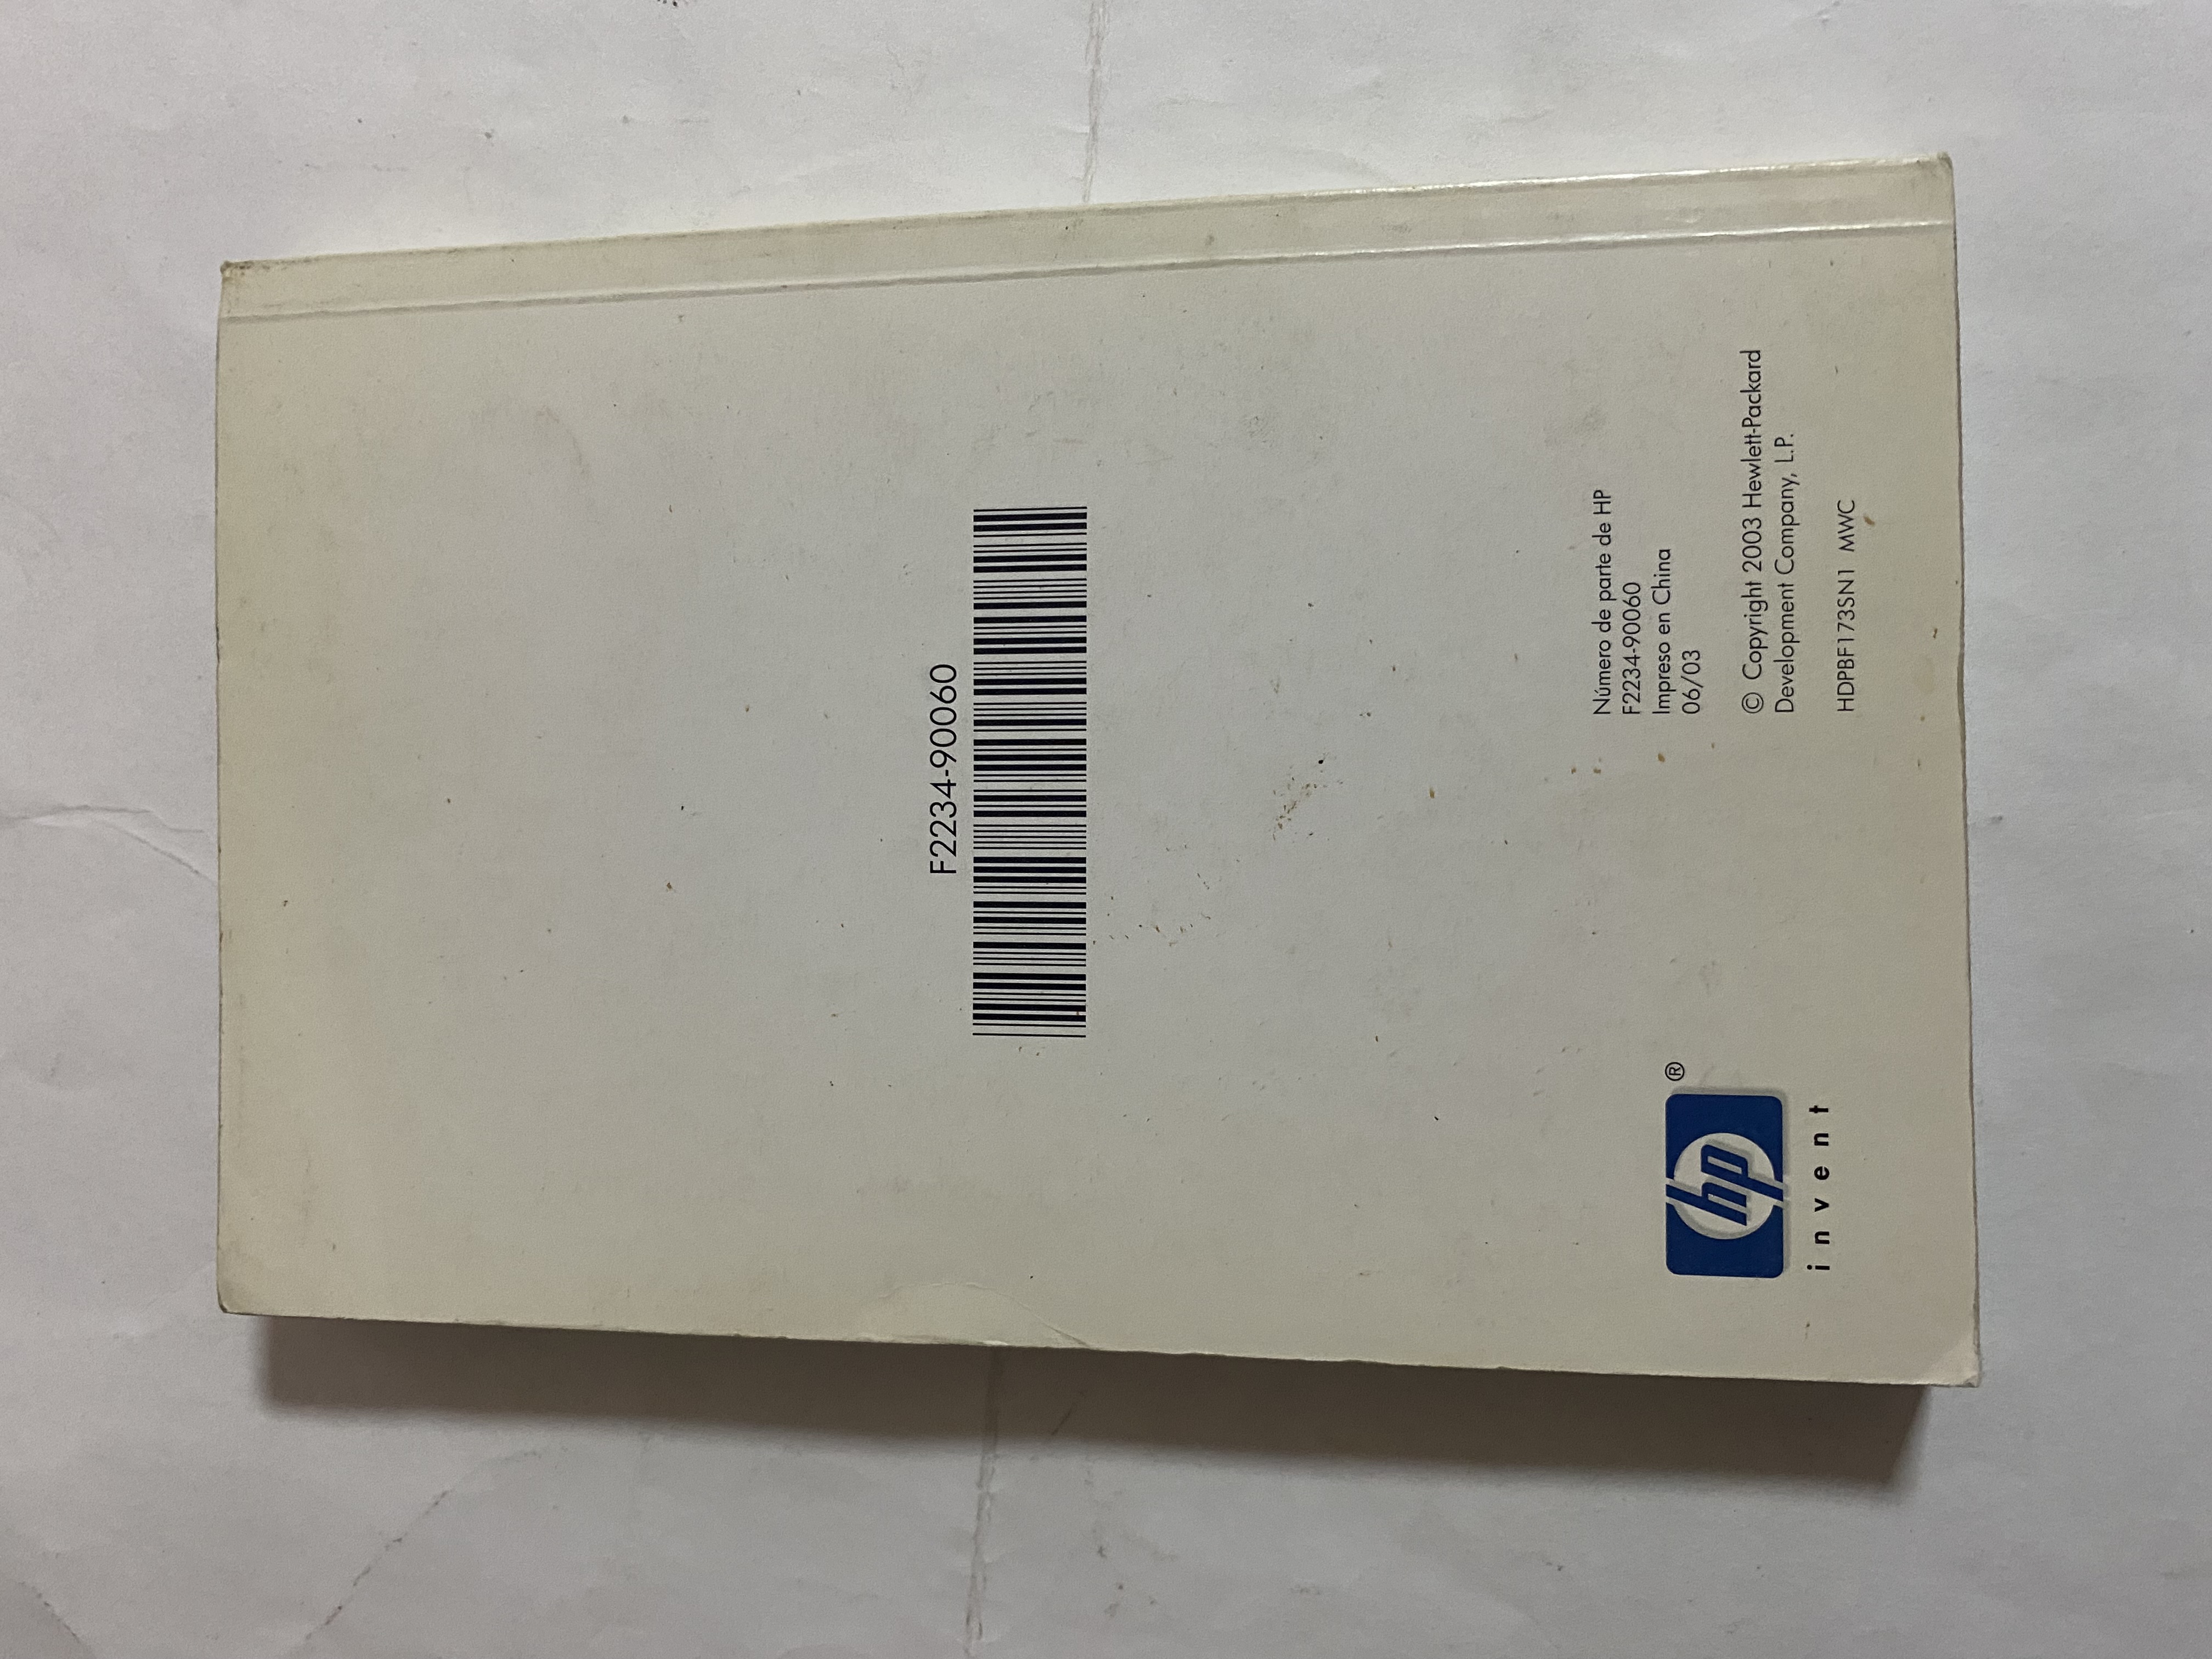 F2234-90060
Número de parte de HP
F2234-90060
Impreso en China
06/03
© Copyright 2003 Hewlett-Packard
Development Company, L.P.
HDPBF173SN1 MWC
hp ®
invent